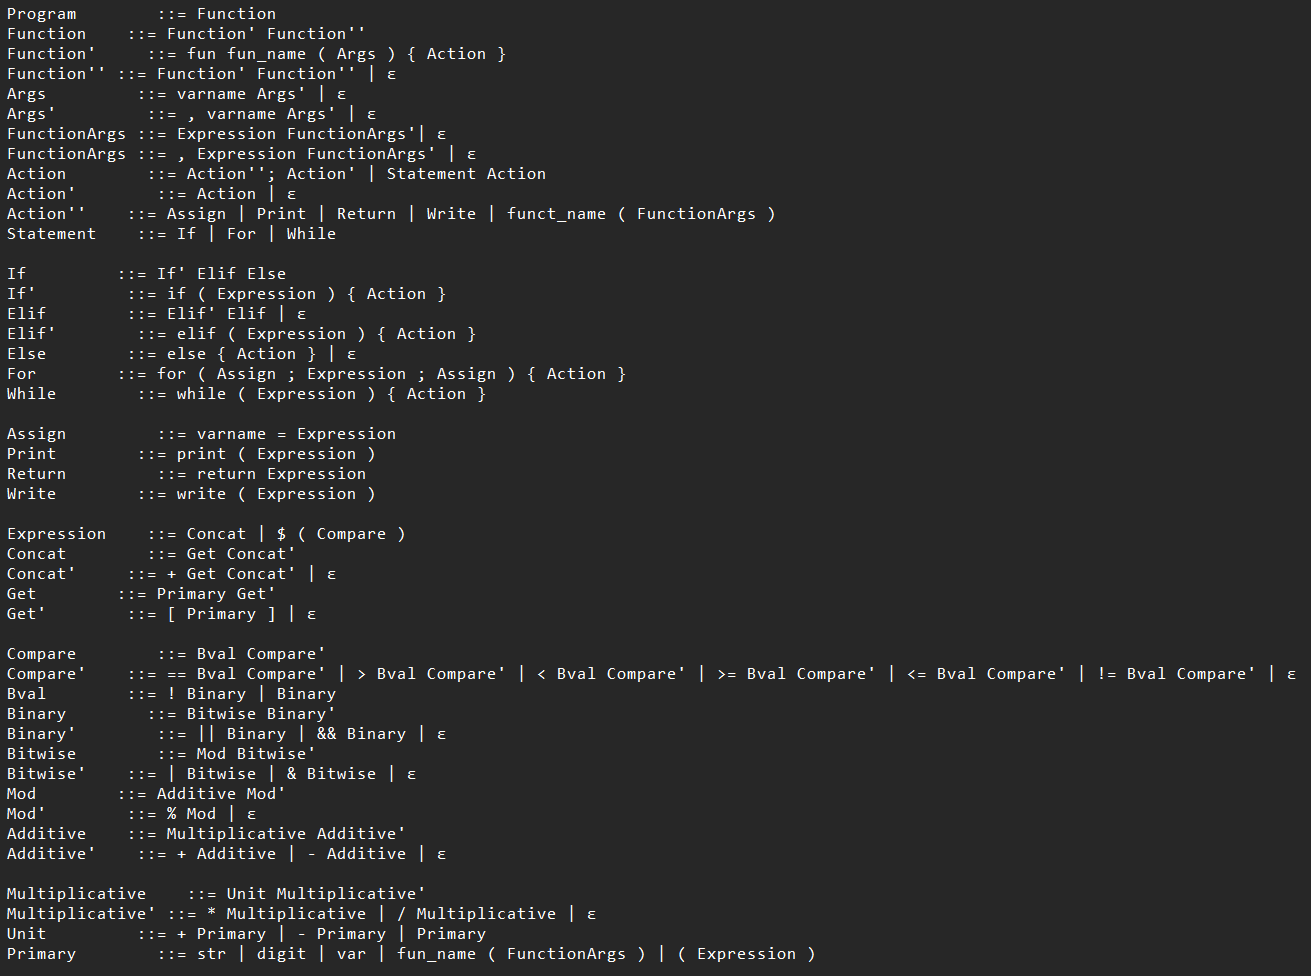 Program ::= Function
Function ::= Function' Function''
Function' ::= fun fun_name ( Args ) { Action }
Function'' ::= Function' Function'' | ε
Args ::= varname Args' | ε
Args' ::= , varname Args' | ε
FunctionArgs ::= Expression FunctionArgs'| ε
FunctionArgs ::= , Expression FunctionArgs' | ε
Action ::= Action''; Action' | Statement Action
Action' ::= Action | ε
Action'' ::= Assign | Print | Return | Write | funct_name ( FunctionArgs )
Statement ::= If | For | While
If ::= If' Elif Else
If' ::= if ( Expression ) { Action }
Elif ::= Elif' Elif | ε
Elif' ::= elif ( Expression ) { Action }
Else ::= else { Action } | ε
For ::= for ( Assign ; Expression ; Assign ) { Action }
While ::= while ( Expression ) { Action }
Assign ::= varname = Expression
Print ::= print ( Expression )
Return ::= return Expression
Write ::= write ( Expression )
Expression ::= Concat | $ ( Compare )
Concat ::= Get Concat'
Concat' ::= + Get Concat' | ε
Get ::= Primary Get'
Get' ::= [ Primary ] | ε
Compare ::= Bval Compare'
Compare' ::= == Bval Compare' | > Bval Compare' | < Bval Compare' | >= Bval Compare' | <= Bval Compare' | != Bval Compare' | ε
Bval ::= ! Binary | Binary
Binary ::= Bitwise Binary'
Binary' ::= || Binary | && Binary | ε
Bitwise ::= Mod Bitwise'
Bitwise' ::= | Bitwise | & Bitwise | ε
Mod ::= Additive Mod'
Mod' ::= % Mod | ε
Additive ::= Multiplicative Additive'
Additive' ::= + Additive | - Additive | ε
Multiplicative ::= Unit Multiplicative'
Multiplicative' ::= * Multiplicative | / Multiplicative | ε
Unit ::= + Primary | - Primary | Primary
Primary ::= str | digit | var | fun_name ( FunctionArgs ) | ( Expression )